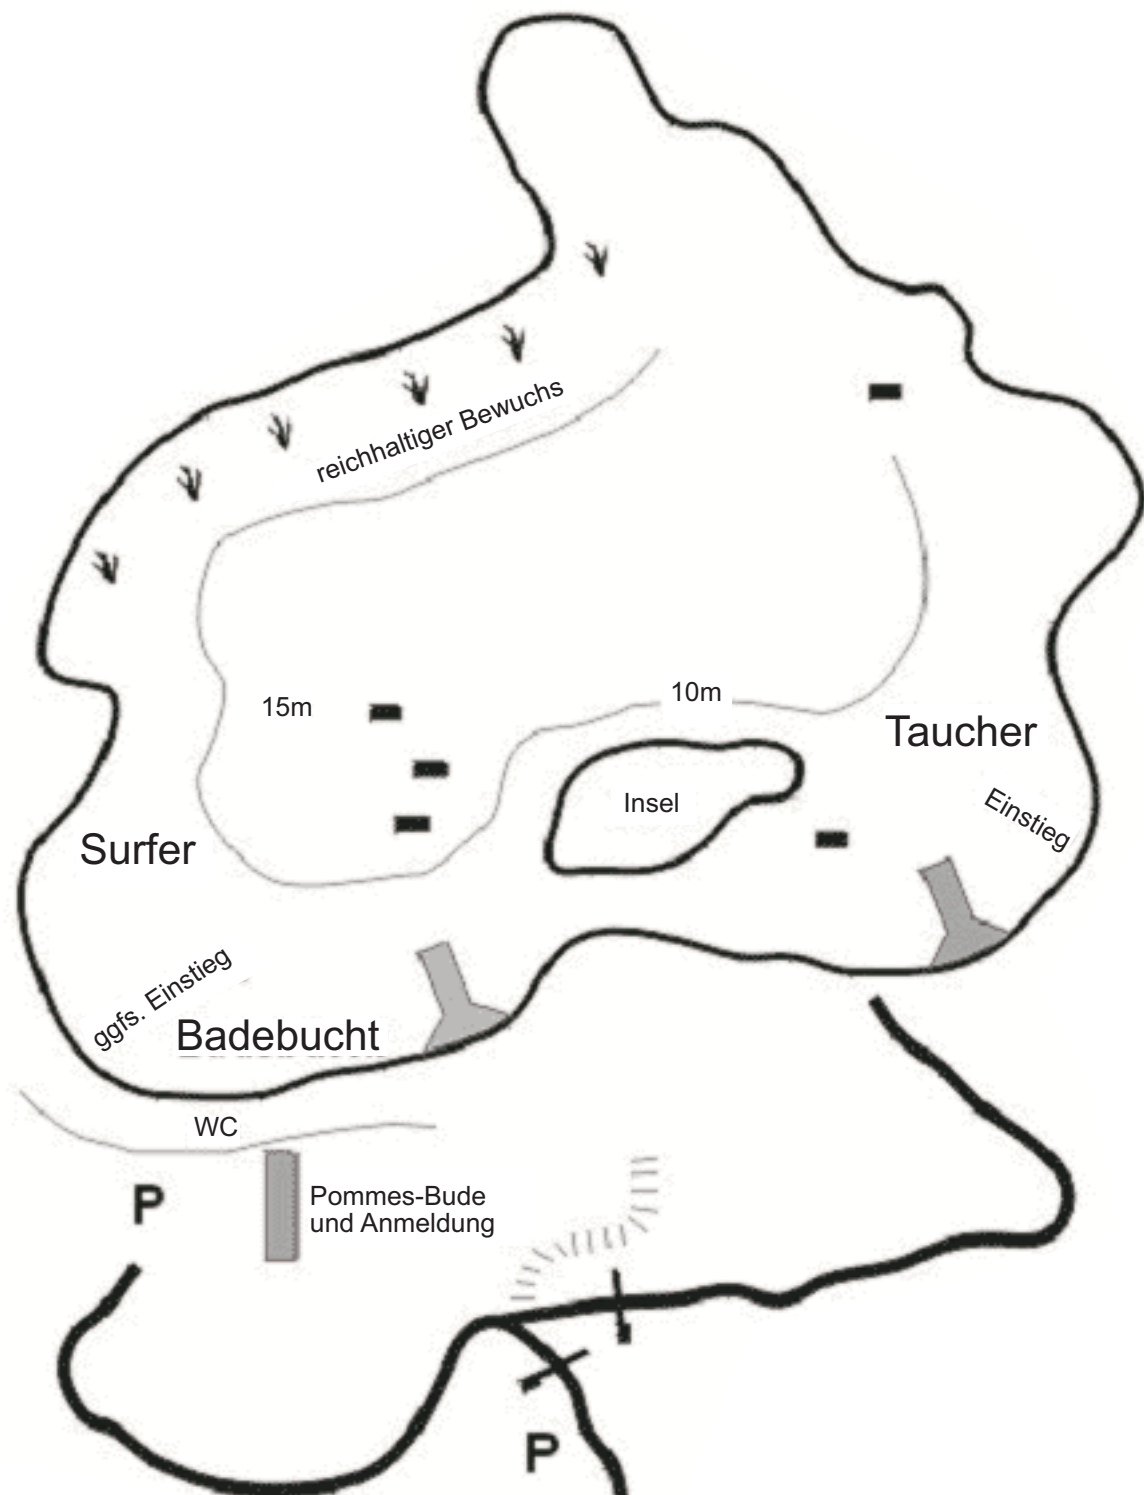 reichhaltiger Bewuchs
15m
10m
Taucher
Insel
Einstieg
Surfer
ggfs. Einstieg
Badebucht
WC
P
Pommes-Bude
und Anmeldung
P